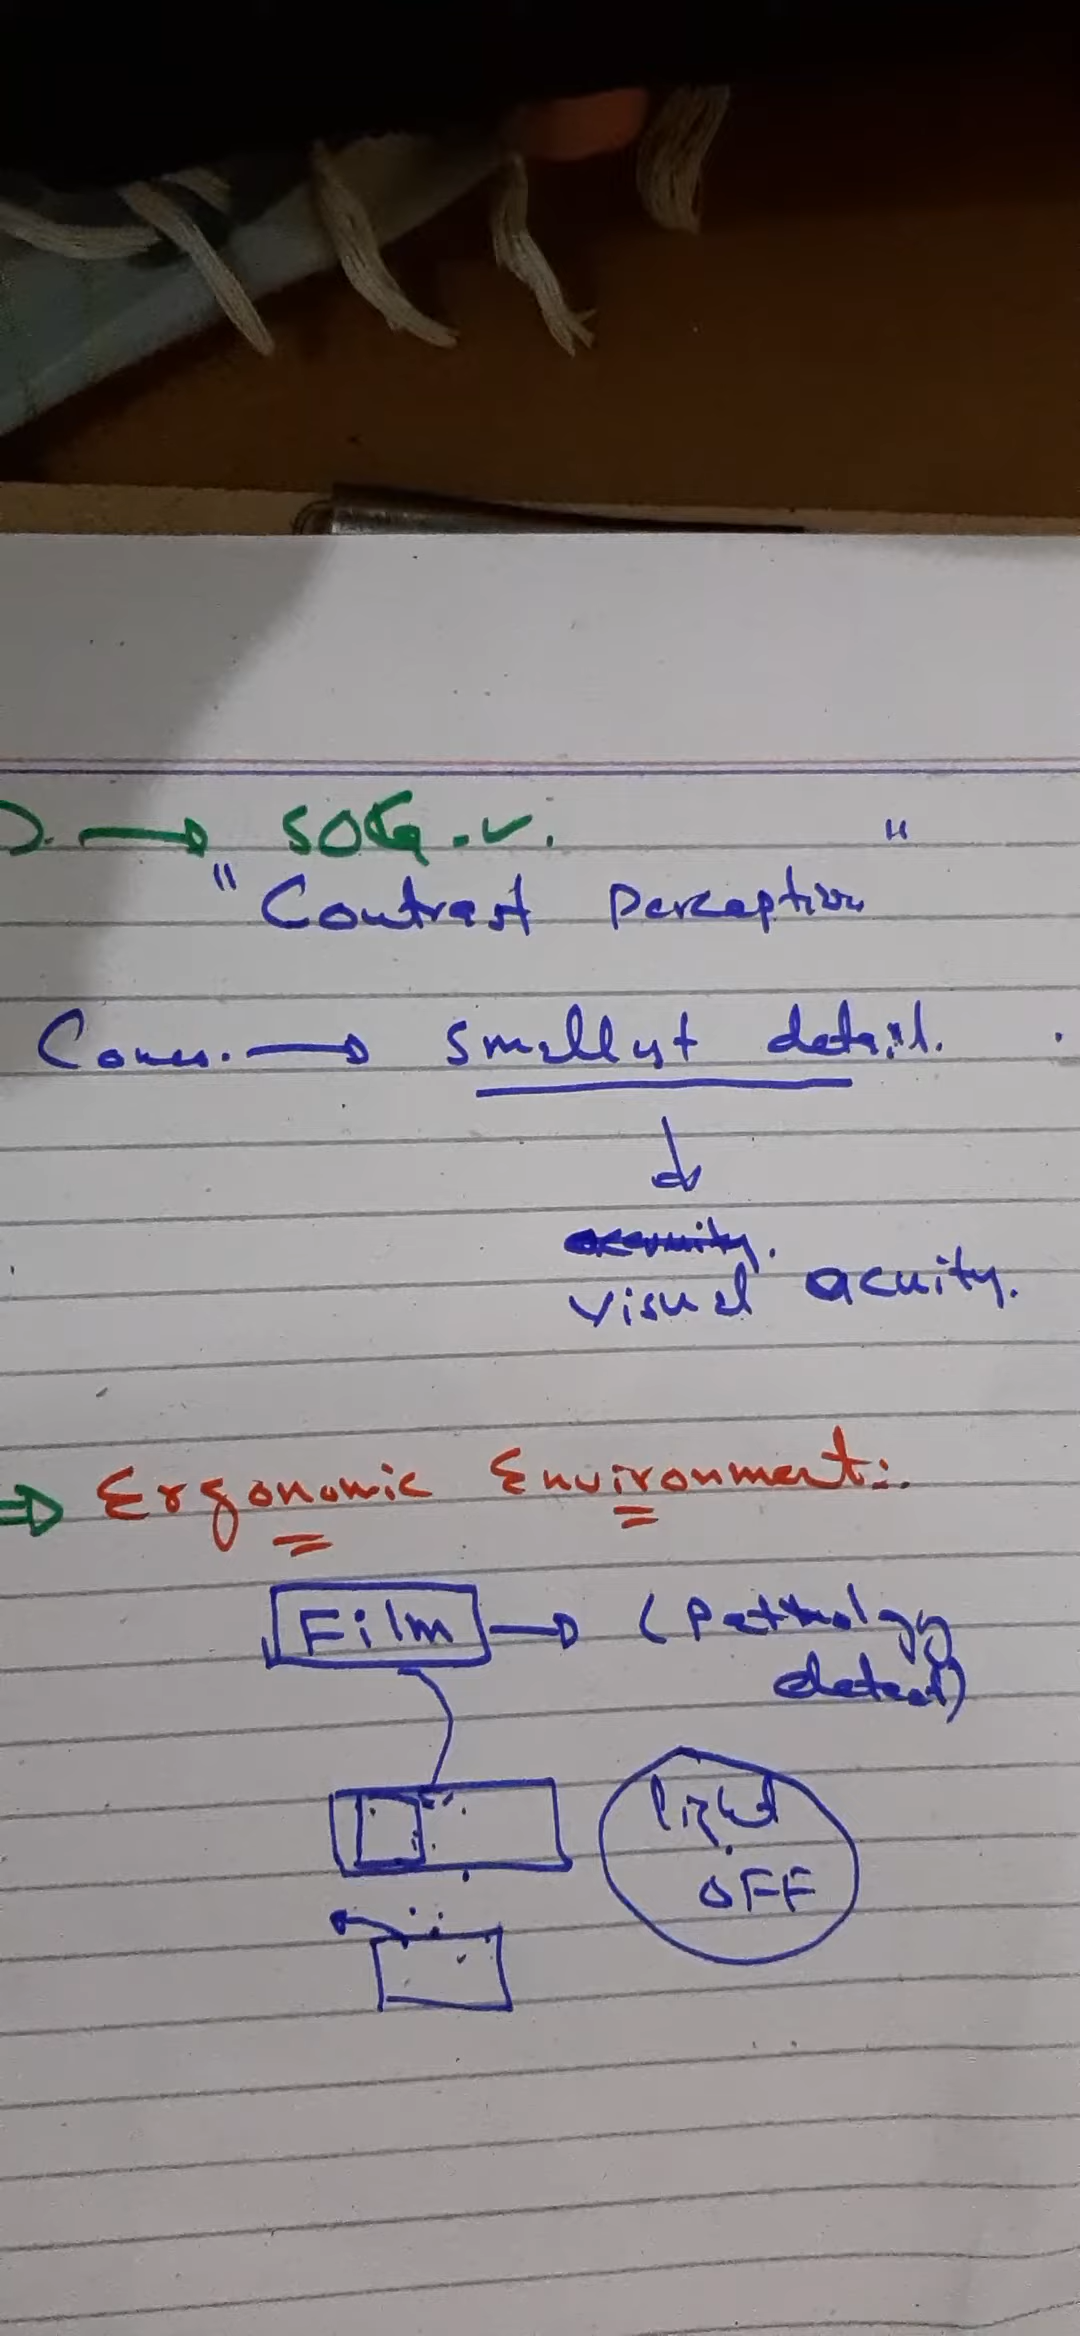 → SOG.V.
" Contrast Perception "
Cones. → smallest detail.
visual acuity.
⇒ Ergonomic Environment:.
Film → (Pathology
detect)
light
OFF